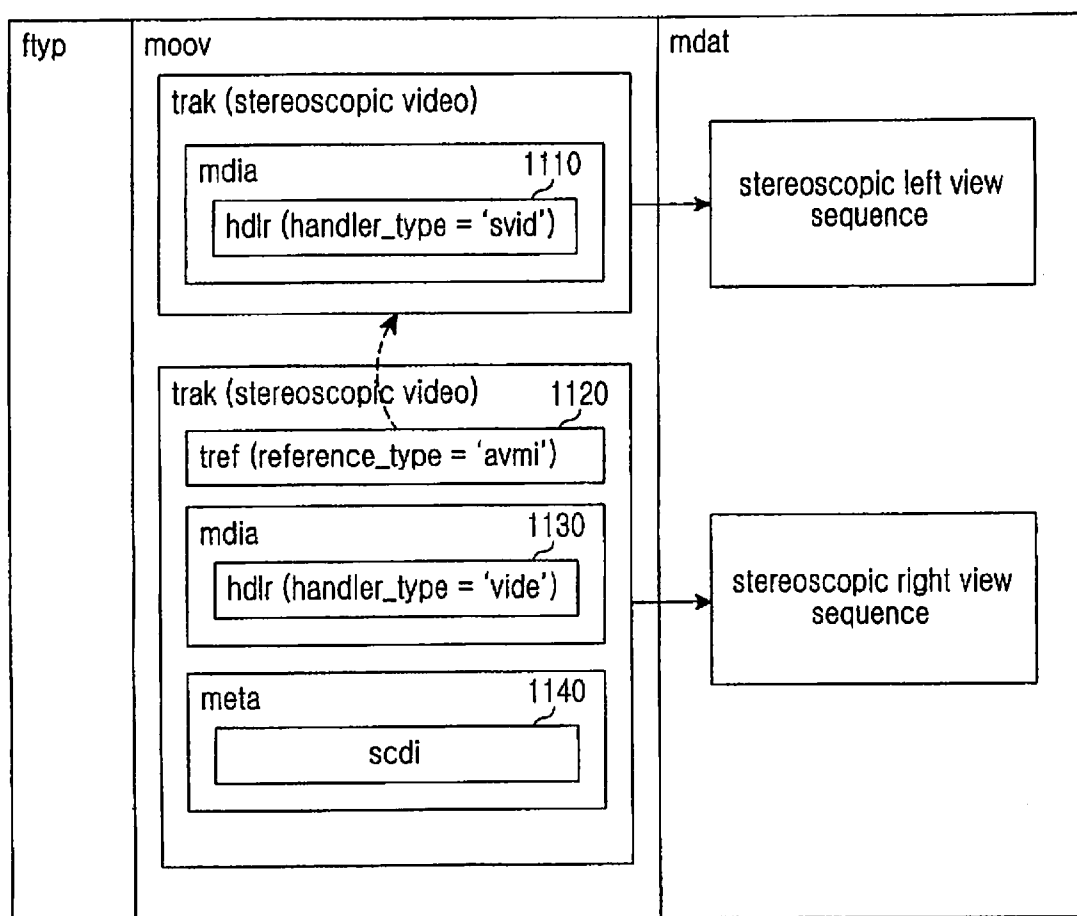 ftyp
moov
mdat
trak (stereoscopic video)
mdia
1110
hdlr (handler_type = 'svid')
stereoscopic left view
sequence
trak (stereoscopic video)
1120
tref (reference_type = 'avmi')
mdia
1130
hdlr (handler_type = 'vide')
stereoscopic right view
sequence
meta
1140
scdi